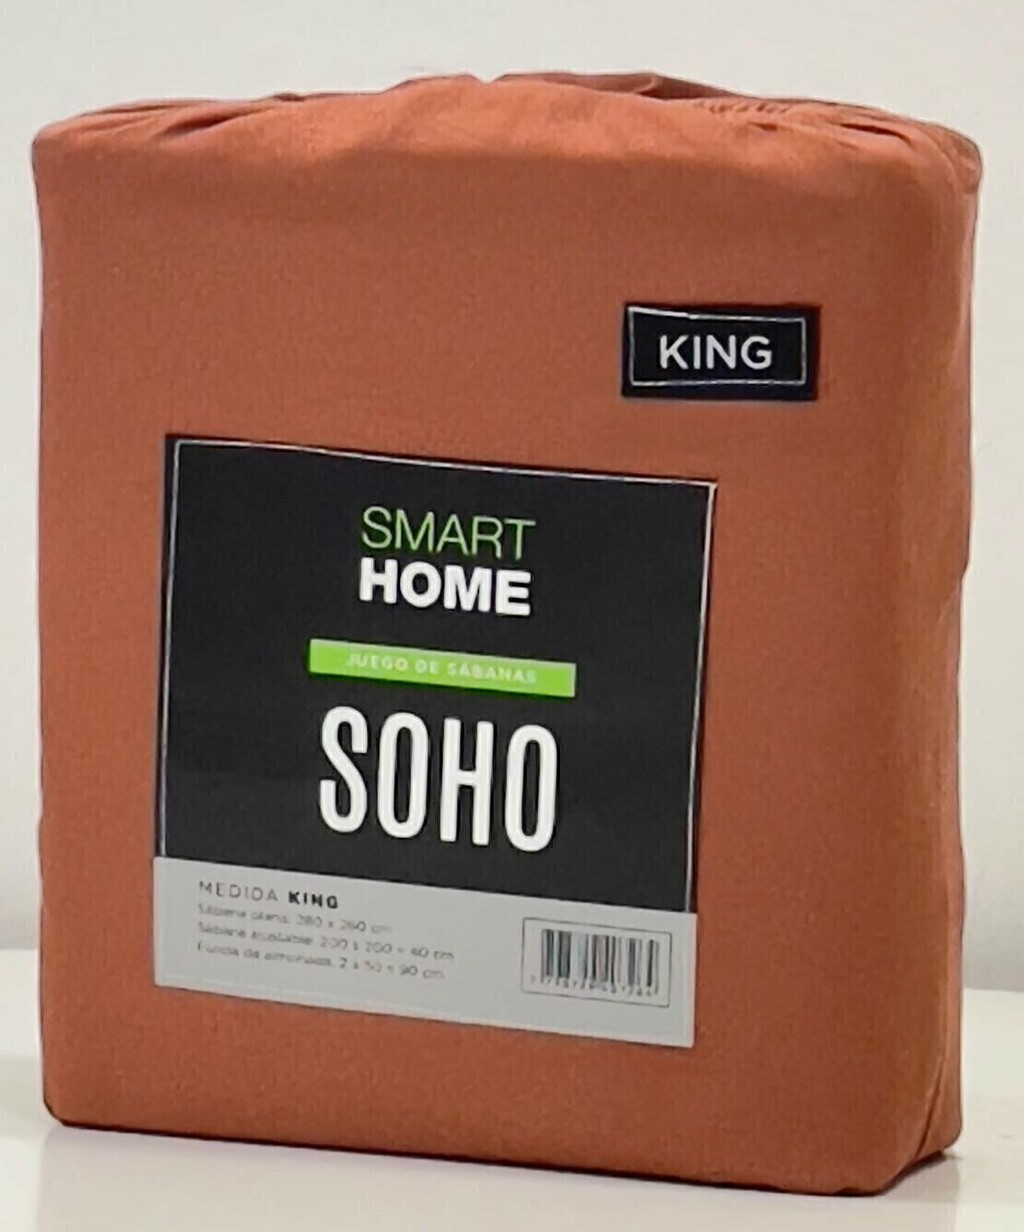 KING
SMART
HOME
JUEGO DE SÁBANAS
SOHO
MEDIDA KING
Sábana plana: 280 x 260 cm
Sábana ajustable: 200 x 200 + 40 cm
Funda de almohada: 2 x 50 x 90 cm